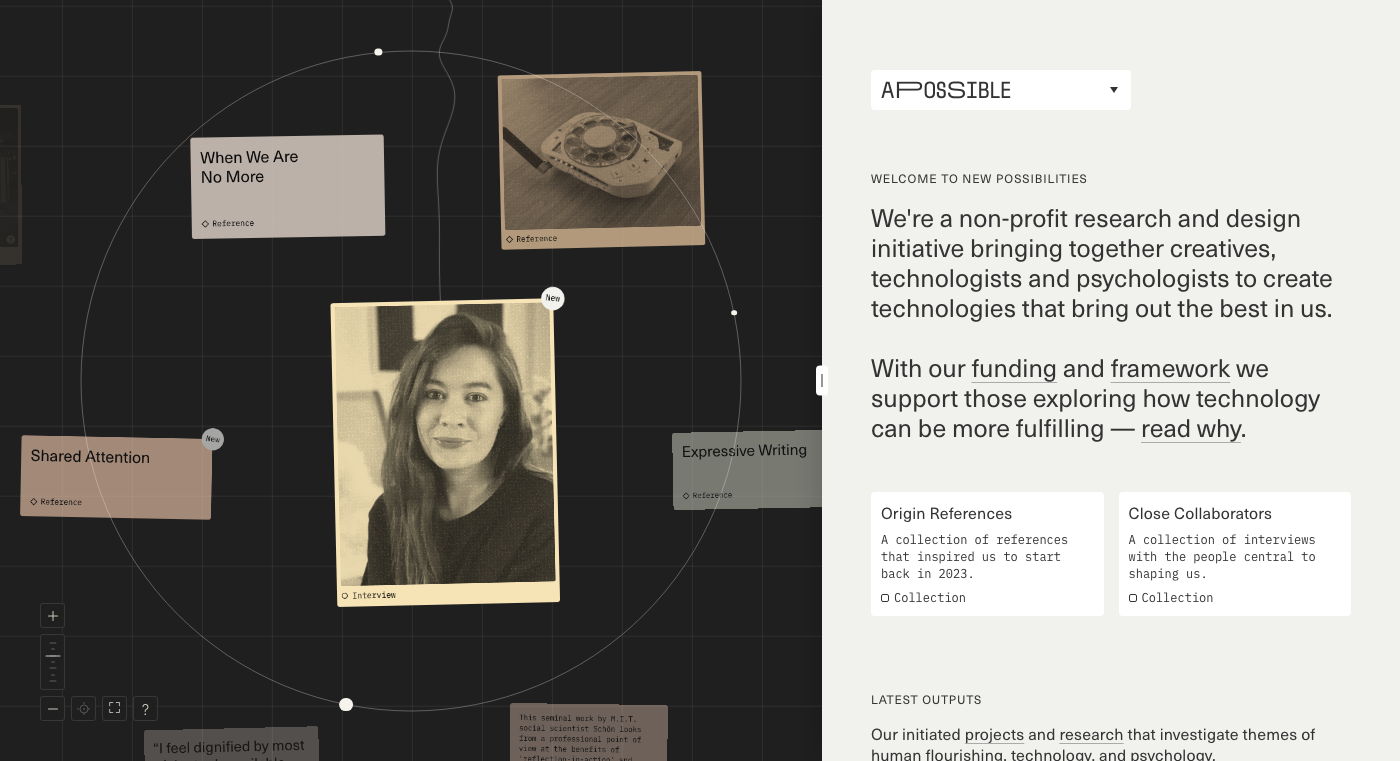 When We Are
No More
Reference
Reference
New
Interview
Shared Attention
New
Reference
Expressive Writing
Reference
?
"I feel dignified by most
This seminal work by M.I.T.
social scientist Schön looks
from a professional point of
view at the benefits of
'reflection-in-action' and
APOSSIBLE
WELCOME TO NEW POSSIBILITIES
We're a non-profit research and design
initiative bringing together creatives,
technologists and psychologists to create
technologies that bring out the best in us.
With our funding and framework we
support those exploring how technology
can be more fulfilling — read why.
Origin References
A collection of references
that inspired us to start
back in 2023.
Collection
Close Collaborators
A collection of interviews
with the people central to
shaping us.
Collection
LATEST OUTPUTS
Our initiated projects and research that investigate themes of
human flourishing, technology, and psychology.